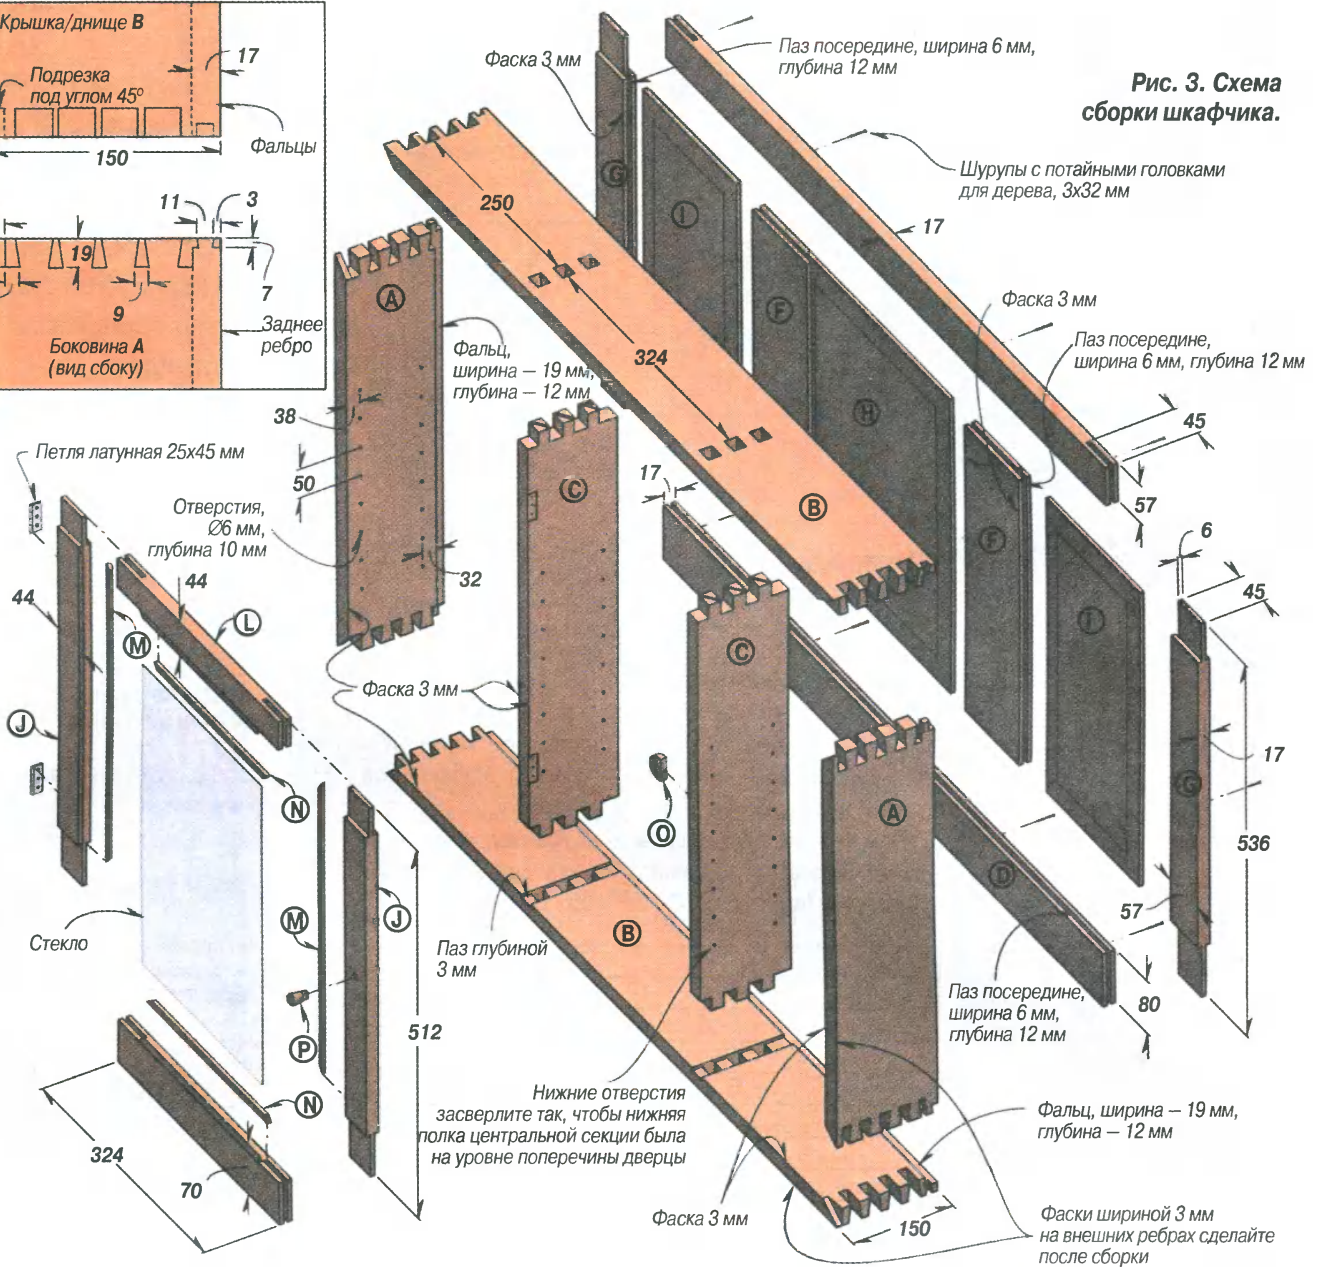 Крышка/днище B
17
Подрезка
под углом 45°
Фальцы
150
11
3
19
7
9
Заднее
ребро
Боковина A
(вид сбоку)
Рис. 3. Схема
сборки шкафчика.
Фаска 3 мм
Паз посередине, ширина 6 мм,
глубина 12 мм
Шурупы с потайными головками
для дерева, 3x32 мм
17
G
I
250
324
B
A
Фальц,
ширина – 19 мм,
глубина – 12 мм
38
50
Отверстия,
Ø6 мм,
глубина 10 мм
32
F
H
Фаска 3 мм
Паз посередине,
ширина 6 мм, глубина 12 мм
45
57
F
I
6
45
17
G
536
57
Петля латунная 25x45 мм
44
44
M
L
J
N
Стекло
M
J
P
512
N
324
70
C
17
C
Фаска 3 мм
O
A
D
B
Паз глубиной
3 мм
Паз посередине,
ширина 6 мм,
глубина 12 мм
80
Нижние отверстия
засверлите так, чтобы нижняя
полка центральной секции была
на уровне поперечины дверцы
Фальц, ширина – 19 мм,
глубина – 12 мм
Фаска 3 мм
150
Фаски шириной 3 мм
на внешних ребрах сделайте
после сборки